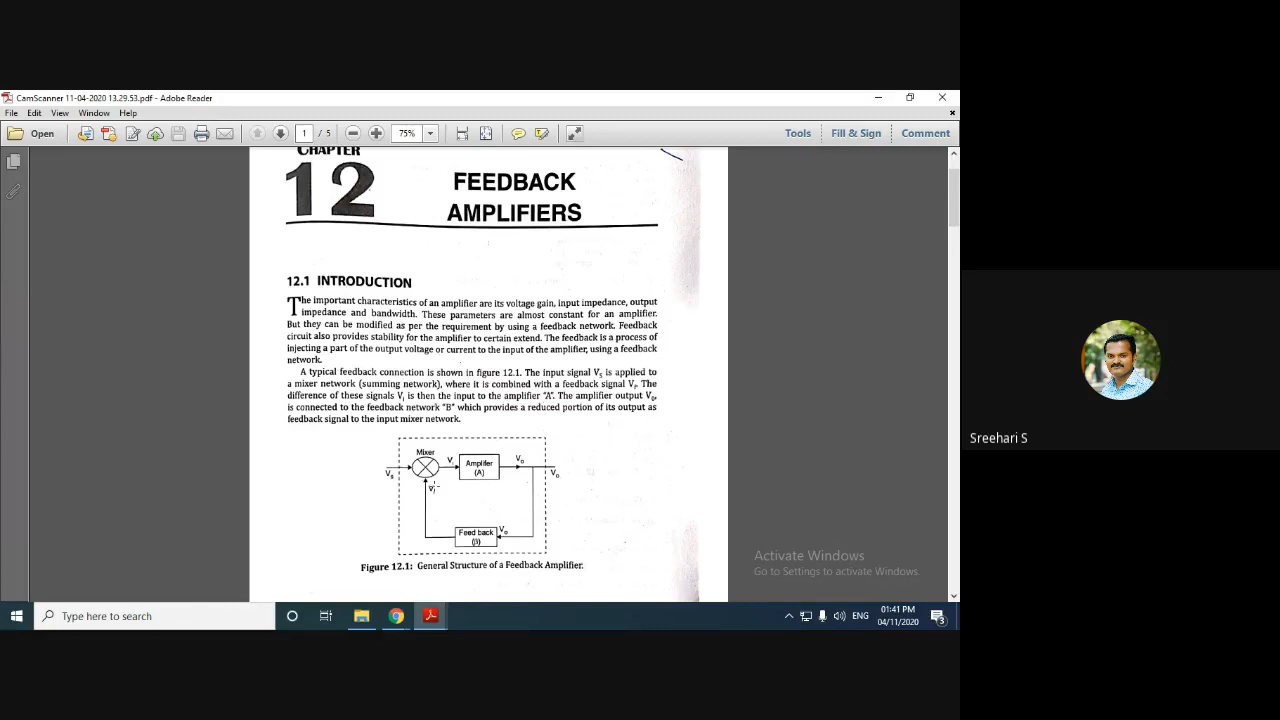 CamScanner 11-04-2020 13.29.53.pdf - Adobe Reader
File Edit View Window Help
Open 1 / 5 75% Tools Fill & Sign Comment
CHAPTER
12
FEEDBACK
AMPLIFIERS
12.1 INTRODUCTION
The important characteristics of an amplifier are its voltage gain, input impedance, output
impedance and bandwidth. These parameters are almost constant for an amplifier.
But they can be modified as per the requirement by using a feedback network. Feedback
circuit also provides stability for the amplifier to certain extend. The feedback is a process of
injecting a part of the output voltage or current to the input of the amplifier, using a feedback
network.
A typical feedback connection is shown in figure 12.1. The input signal Vs is applied to
a mixer network (summing network), where it is combined with a feedback signal Vf. The
difference of these signals Vi is then the input to the amplifier "A". The amplifier output Vo,
is connected to the feedback network "B" which provides a reduced portion of its output as
feedback signal to the input mixer network.
Mixer
Vs
Vi
Amplifer
(A)
Vo
Vo
Vf
Feed back
(β)
Vo
Figure 12.1: General Structure of a Feedback Amplifier.
Activate Windows
Go to Settings to activate Windows.
Sreehari S
Type here to search
ENG
01:41 PM
04/11/2020
3